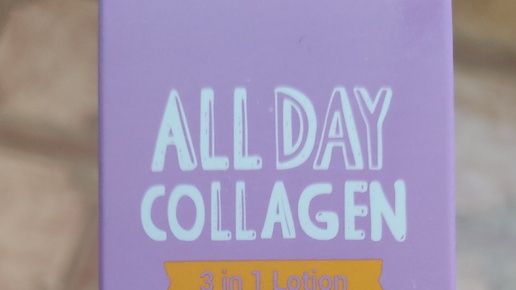 ALL DAY
COLLAGEN
3 in 1 Lotion